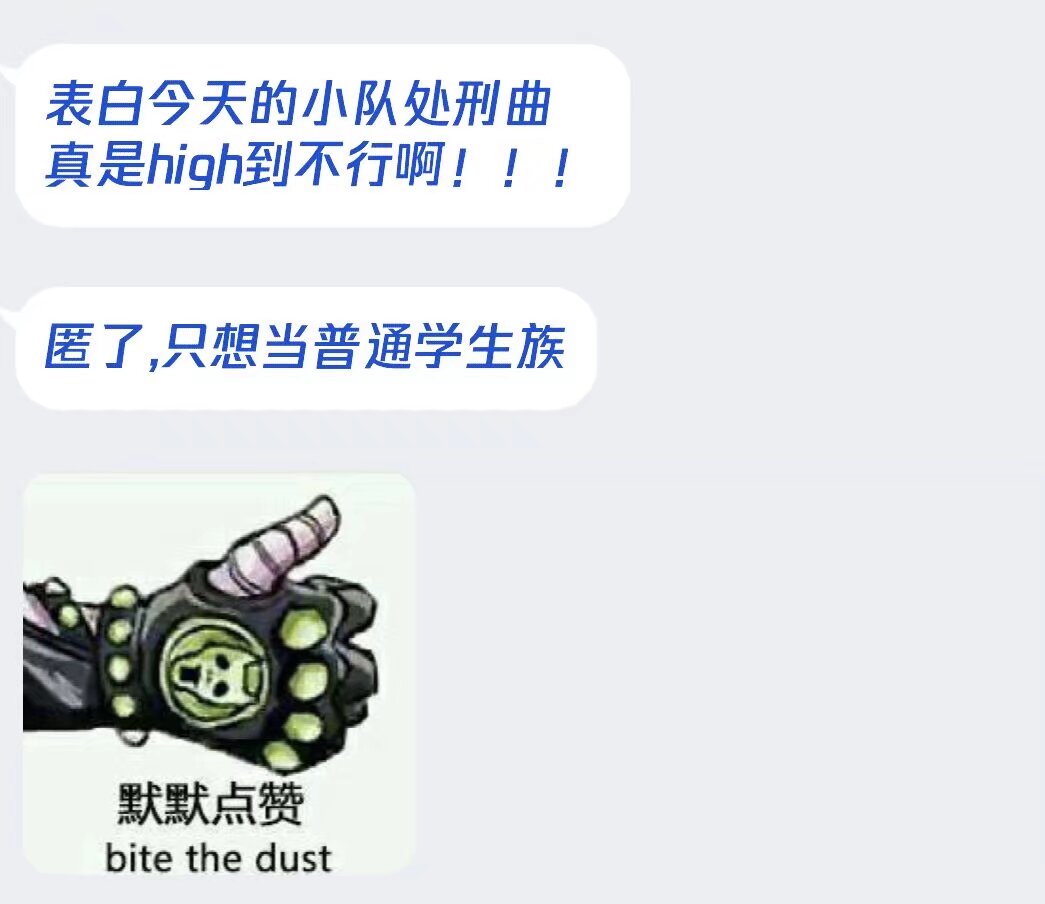 表白今天的小队处刑曲
真是high到不行啊！！！
匿了,只想当普通学生族
默默点赞
bite the dust